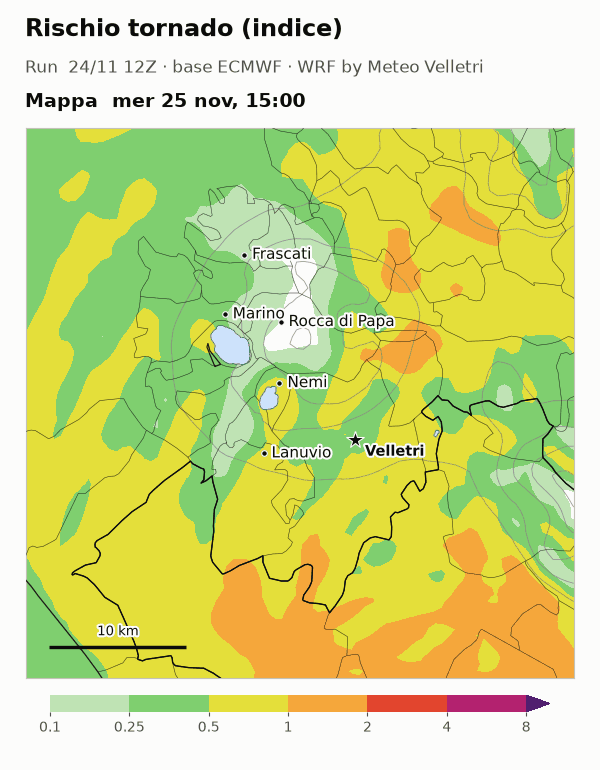 Rischio tornado (indice)
Run  24/11 12Z · base ECMWF · WRF by Meteo Velletri
Mappa  mer 25 nov, 15:00
Frascati
Marino
Rocca di Papa
Nemi
Velletri
Lanuvio
10 km
0.1 0.25 0.5 1 2 4 8